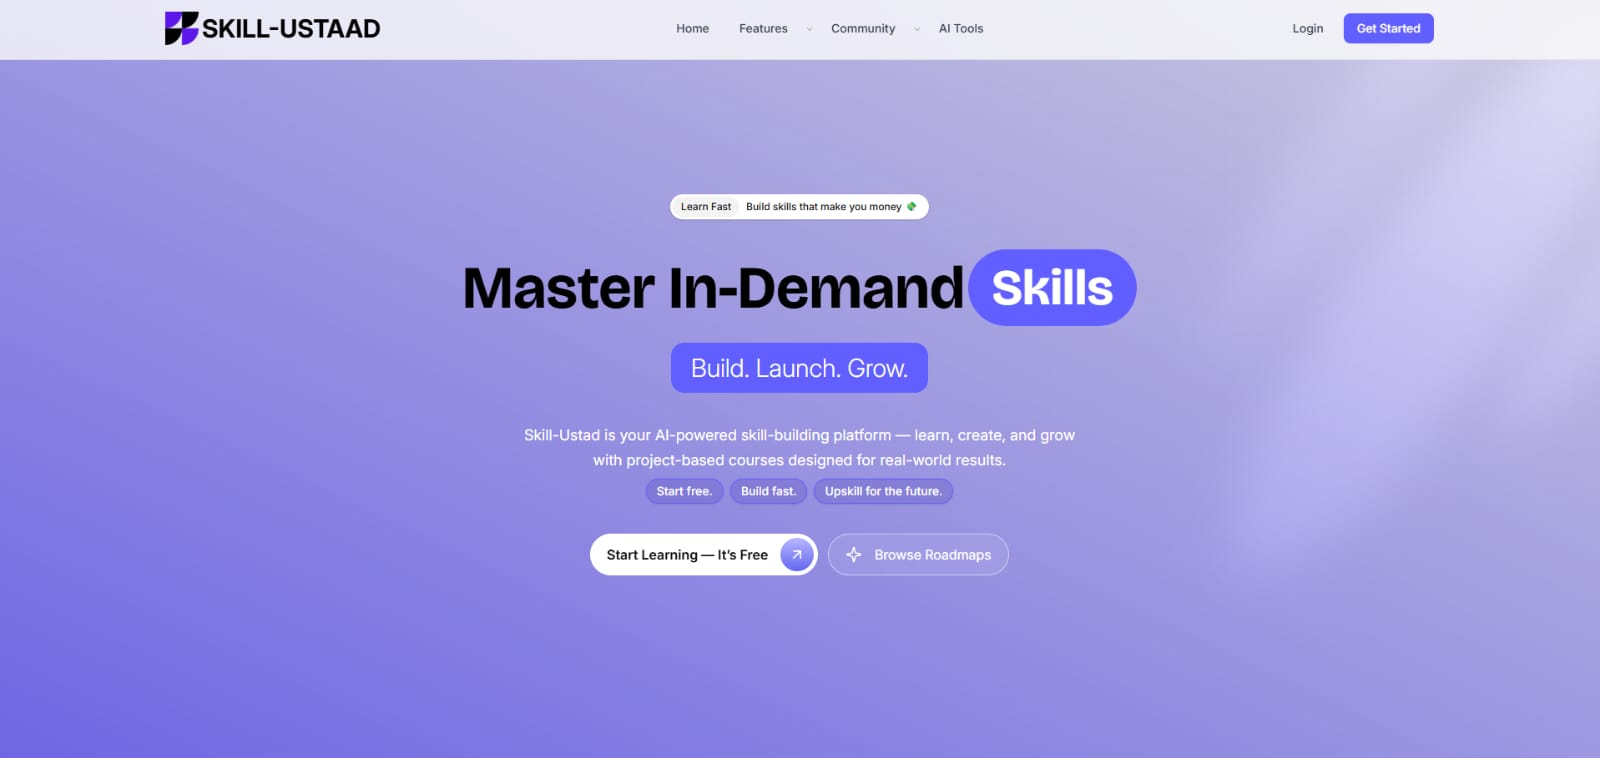 SKILL-USTAAD
Home Features Community AI Tools
Login Get Started
Learn Fast Build skills that make you money 💸
Master In-Demand Skills
Build. Launch. Grow.
Skill-Ustad is your AI-powered skill-building platform — learn, create, and grow
with project-based courses designed for real-world results.
Start free. Build fast. Upskill for the future.
Start Learning — It's Free Browse Roadmaps